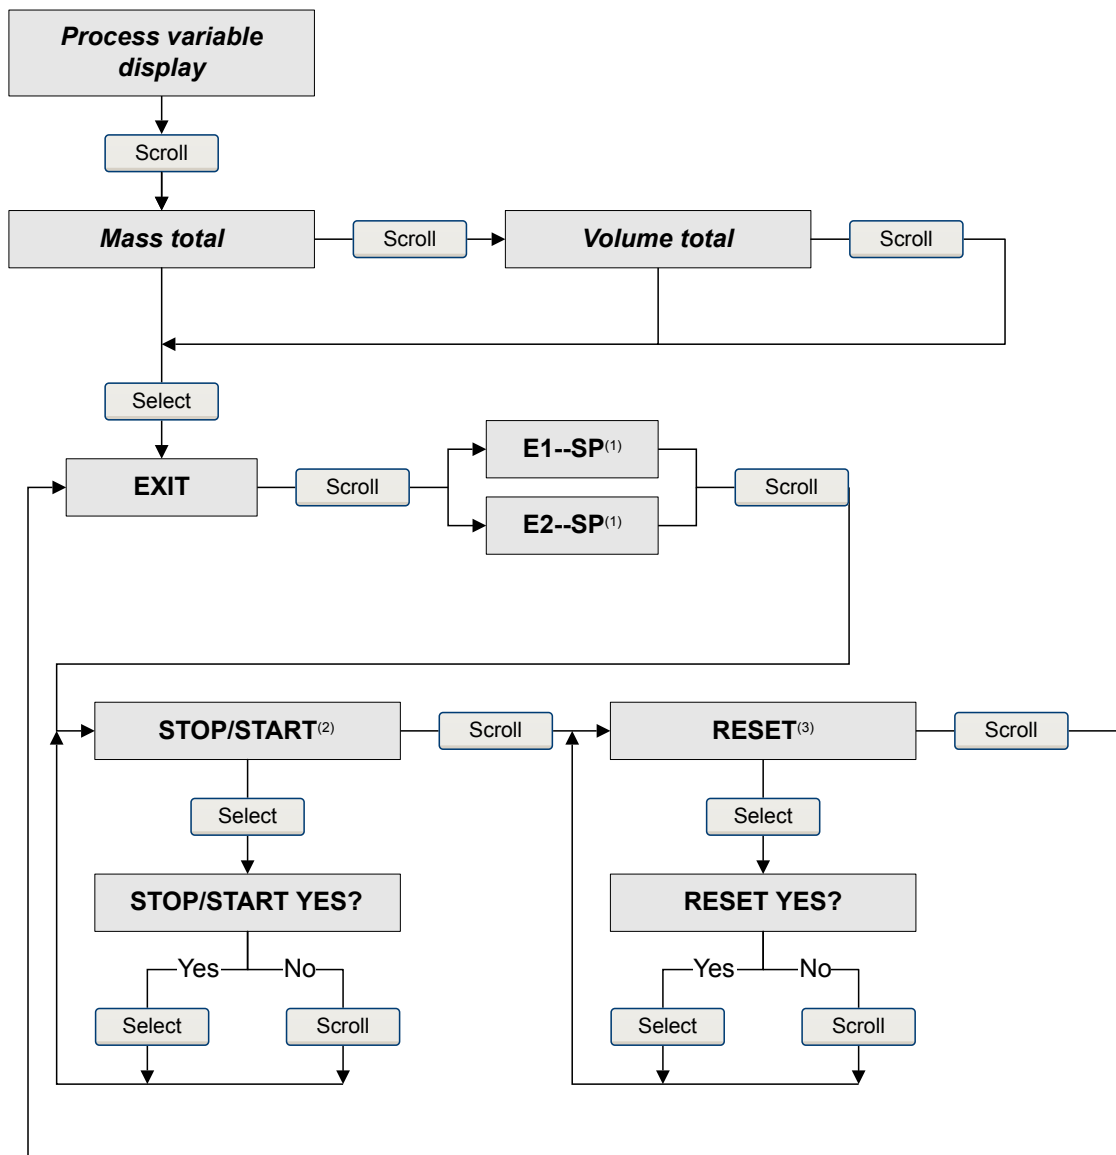 Process variable
display
Scroll
Mass total
Scroll
Volume total
Scroll
Select
EXIT
Scroll
E1--SP(1)
E2--SP(1)
Scroll
STOP/START(2)
Scroll
RESET(3)
Scroll
Select
Select
STOP/START YES?
RESET YES?
Yes
No
Yes
No
Select
Scroll
Select
Scroll